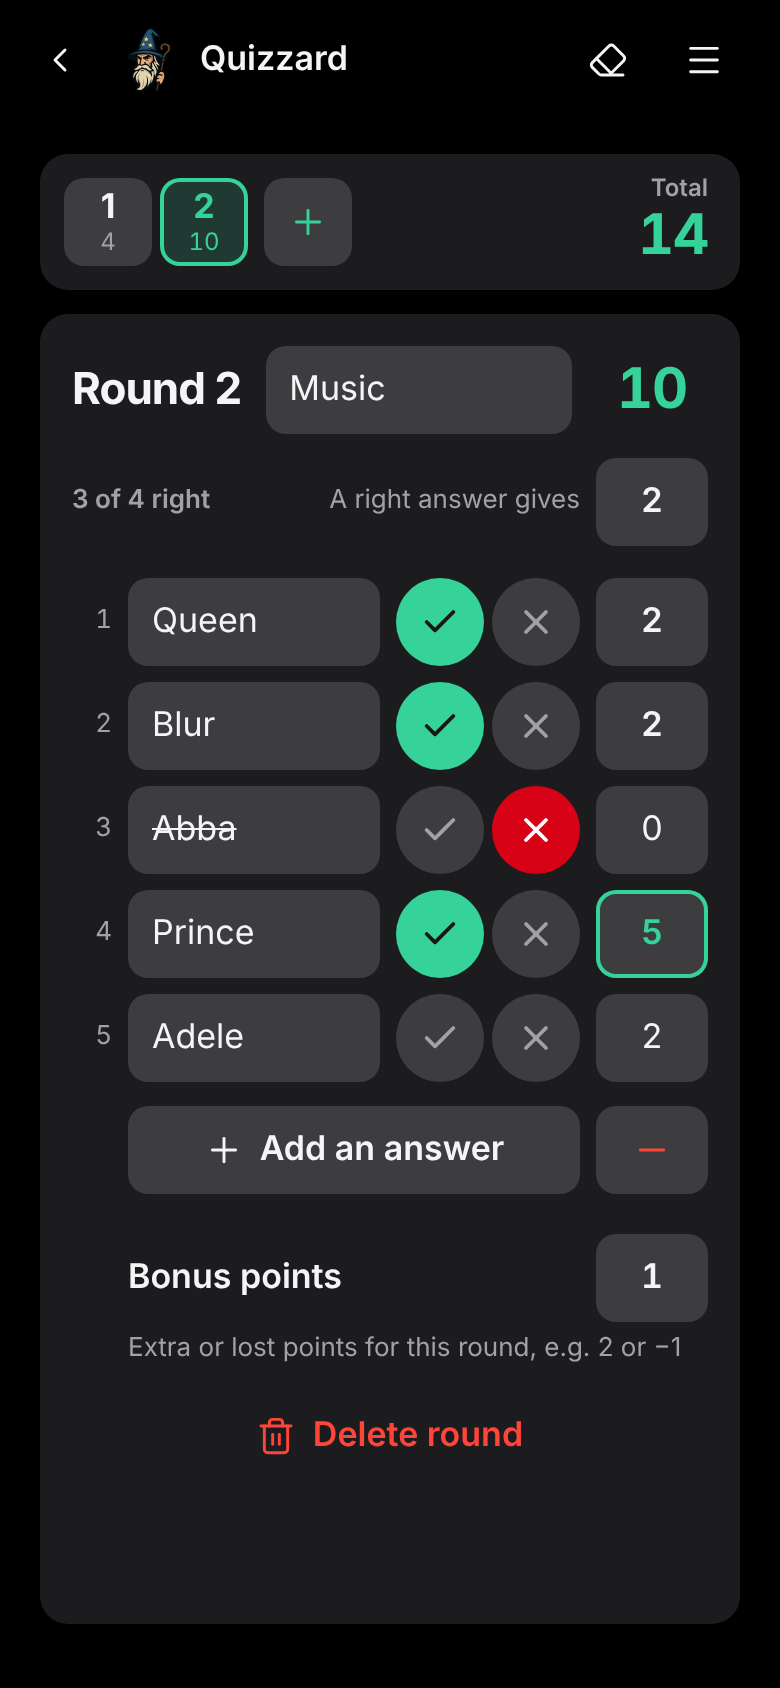 Quizzard
1
4
2
10
Total
14
Round 2
Music
10
3 of 4 right
A right answer gives
2
1 Queen 2
2 Blur 2
3 Abba 0
4 Prince 5
5 Adele 2
Add an answer
Bonus points
1
Extra or lost points for this round, e.g. 2 or −1
Delete round